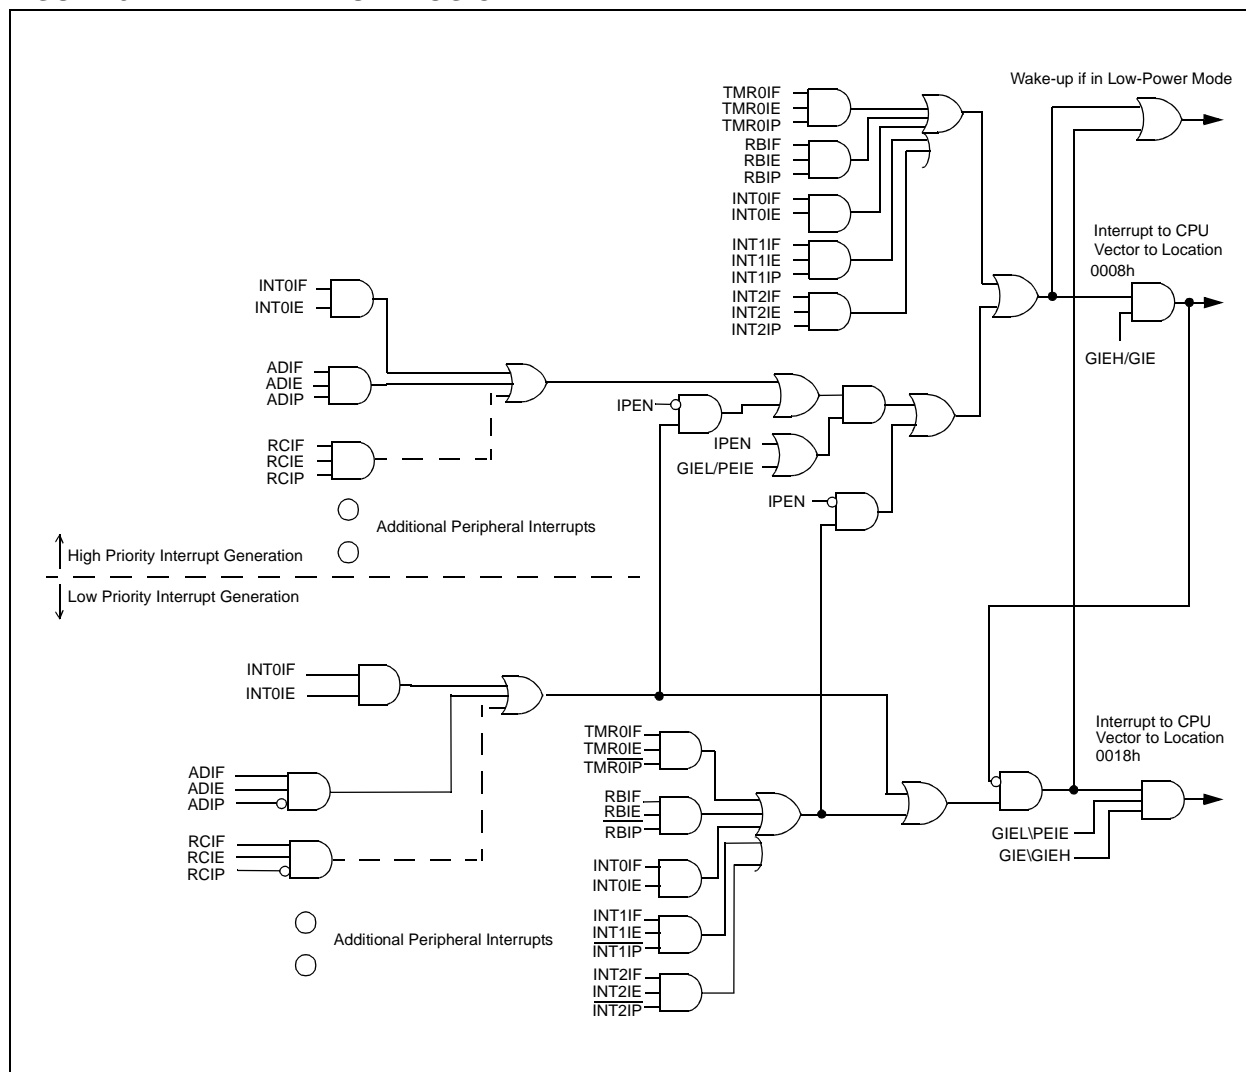 Wake-up if in Low-Power Mode
TMR0IF
TMR0IE
TMR0IP
RBIF
RBIE
RBIP
INT0IF
INT0IE
INT1IF
INT1IE
INT1IP
INT2IF
INT2IE
INT2IP
Interrupt to CPU
Vector to Location
0008h
GIEH/GIE
INT0IF
INT0IE
ADIF
ADIE
ADIP
RCIF
RCIE
RCIP
IPEN
IPEN
GIEL/PEIE
IPEN
Additional Peripheral Interrupts
High Priority Interrupt Generation
Low Priority Interrupt Generation
INT0IF
INT0IE
ADIF
ADIE
ADIP
RCIF
RCIE
RCIP
Additional Peripheral Interrupts
TMR0IF
TMR0IE
TMR0IP
RBIF
RBIE
RBIP
INT0IF
INT0IE
INT1IF
INT1IE
INT1IP
INT2IF
INT2IE
INT2IP
Interrupt to CPU
Vector to Location
0018h
GIEL\PEIE
GIE\GIEH